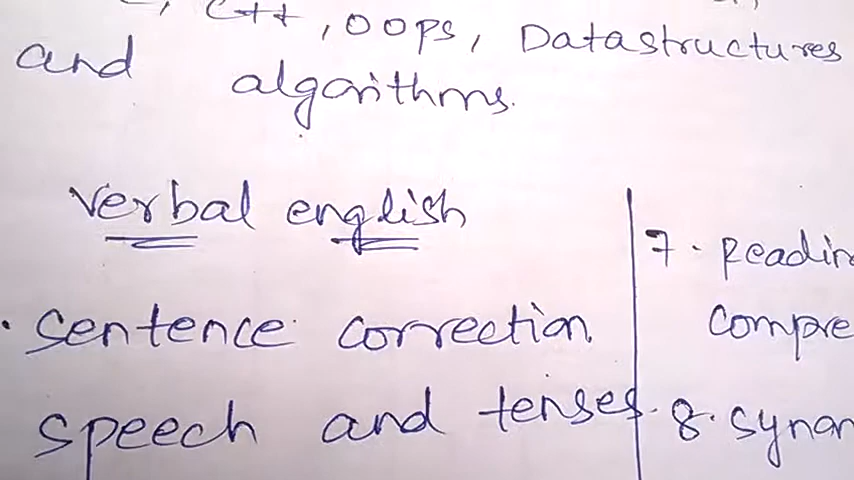 C++, OOPS, Datastructures
and algorithms.
Verbal english
. Sentence correction
speech and tenses.
7. Readin
compre
8. Synon